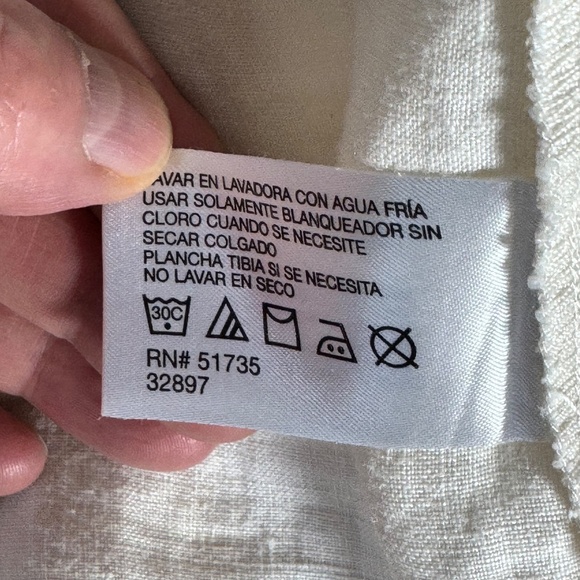 LAVAR EN LAVADORA CON AGUA FRÍA
USAR SOLAMENTE BLANQUEADOR SIN
CLORO CUANDO SE NECESITE
SECAR COLGADO
PLANCHA TIBIA SI SE NECESITA
NO LAVAR EN SECO
30C
RN# 51735
32897